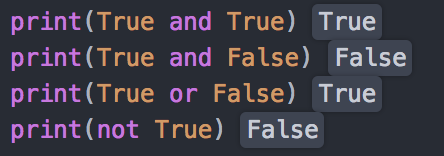 print(True and True) True
print(True and False) False
print(True or False) True
print(not True) False